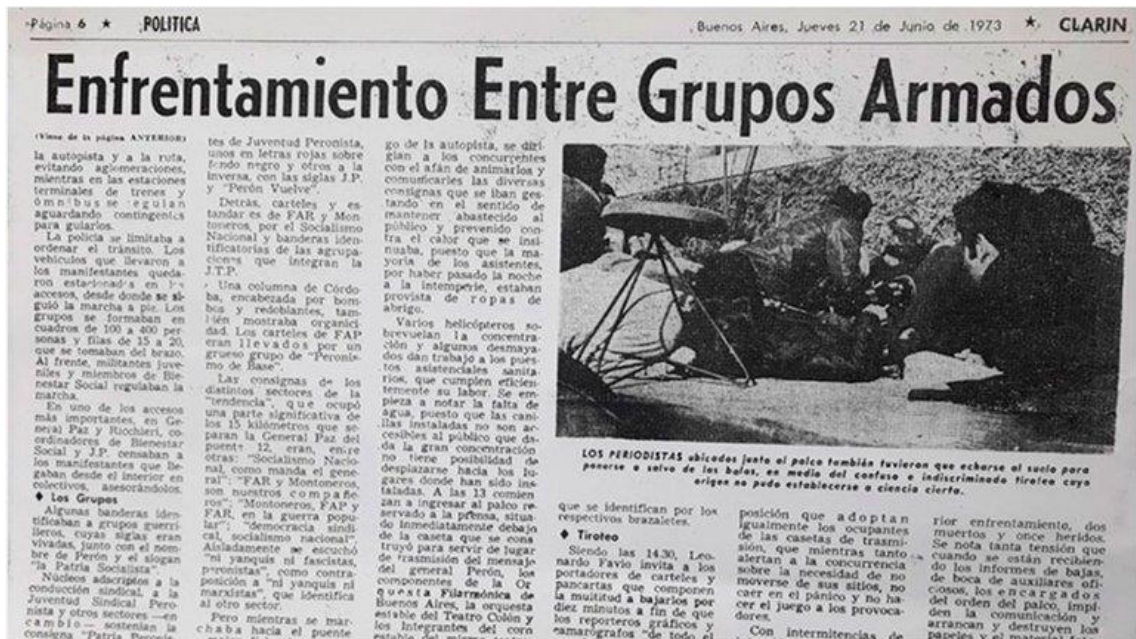 Página 6 ★ POLITICA
Buenos Aires, Jueves 21 de Junio de 1973 ★ CLARIN
Enfrentamiento Entre Grupos Armados
(Viene de la página ANTERIOR)
la autopista y a la ruta,
evitando aglomeraciones,
mientras en las estaciones
terminales de trenes y
ómnibus se seguían
aguardando contingentes
para guiarlos.
La policía se limitaba a
ordenar el tránsito. Los
vehículos que llevaron a
los manifestantes queda-
ron estacionados en los
accesos, desde donde se si-
guió la marcha a pie. Los
grupos se formaban en
cuadros de 100 a 400 per-
sonas y filas de 15 a 20,
que se tomaban del brazo.
Al frente, militantes juve-
niles y miembros de Bie-
nestar Social regulaban la
marcha.
En uno de los accesos
más importantes, en Ge-
neral Paz y Ricchieri, co-
ordinadores de Bienestar
Social y J.P. censaban a
los manifestantes que lle-
gaban desde el interior en
colectivos, asesorándolos.
♦ Los Grupos
Algunas banderas iden-
tificaban a grupos guerri-
lleros, cuyas siglas eran
vivadas, junto con el nom-
bre de Perón y el slogan
"la Patria Socialista".
Núcleos adscriptos a la
conducción sindical, a la
Juventud Sindical Pero-
nista y otros sectores —en
cambio— sostenían la
consigna "Patria Peronis-
tes de Juventud Peronista,
unos en letras rojas sobre
fondo negro y otros a la
inversa, con las siglas J.P.
y "Perón Vuelve".
Detrás, carteles y es-
tandar es de FAR y Mon-
toneros, por el Socialismo
Nacional y banderas iden-
tificatorias de las agrupa-
ciones que integran la
J.T.P.
Una columna de Córdo-
ba, encabezada por bom-
bos y redoblantes, tam-
bién mostraba organici-
dad. Los carteles de FAP
eran llevados por un
grueso grupo de "Peronis-
mo de Base".
Las consignas de los
distintos sectores de la
"tendencia", que ocupó
una parte significativa de
los 15 kilómetros que se-
paran la General Paz del
puente 12, eran, entre
otras: "Socialismo Nacio-
nal, como manda el gene-
ral"; "FAR y Montoneros,
son nuestros compañe-
ros"; "Montoneros, FAP y
FAR, en la guerra popu-
lar"; "democracia sindi-
cal, socialismo nacional".
Aisladamente se escuchó
"ni yanquis ni fascistas,
peronistas", como contra-
posición a "ni yanquis ni
marxistas", que identifica
al otro sector.
Pero mientras se mar-
chaba hacia el puente
go de la autopista, se diri-
gían a los concurrentes
con el afán de animarlos y
comunicarles las diversas
consignas que se iban ges-
tando en el sentido de
mantener abastecido al
público y prevenido con-
tra el calor que se insi-
nuaba, puesto que la ma-
yoría de los asistentes,
por haber pasado la noche
a la intemperie, estaban
provista de ropas de
abrigo.
Varios helicópteros so-
brevuelan la concentra-
ción y algunos desmaya-
dos dan trabajo a los pues-
tos asistenciales sanita-
rios, que cumplen eficien-
temente su labor. Se em-
pieza a notar la falta de
agua, puesto que las cani-
llas instaladas no son ac-
cesibles al público que da-
da la gran concentración
no tiene posibilidad de
desplazarse hacia los lu-
gares donde han sido ins-
taladas. A las 13 comien-
zan a ingresar al palco re-
servado a la prensa, situa-
do inmediatamente debajo
de la caseta que se cons
truyó para servir de lugar
de trasmisión del mensaje
del general Perón, los
componentes de la Or
questa Filarmónica de
Buenos Aires, la orquesta
estable del Teatro Colón y
los integrantes del coro
LOS PERIODISTAS ubicados junto al palco también tuvieron que echarse al suelo para
ponerse a salvo de las balas, en medio del confuso e indiscriminado tiroteo cuyo
origen no pudo establecerse a ciencia cierta.
que se identifican por los
respectivos brazaletes.
♦ Tiroteo
Siendo las 14.30, Leo-
nardo Favio invita a los
portadores de carteles y
pancartas que componen
la multitud a bajarlos por
diez minutos a fin de que
los reporteros gráficos y
camarógrafos "de todo el
posición que adoptan
igualmente los ocupantes
de las casetas de trasmi-
sión, que mientras tanto
alertan a la concurrencia
sobre la necesidad de no
moverse de sus sitios, no
caer en el pánico y no ha-
cer el juego a los provoca-
dores.
Con intermitencias de
rior enfrentamiento, dos
muertos y once heridos.
Se nota tanta tensión que
cuando se están recibien-
do los informes de bajas,
de boca de auxiliares ofi-
ciosos, los encargados
del orden del palco, impi-
den la comunicación y
arrancan y destruyen los